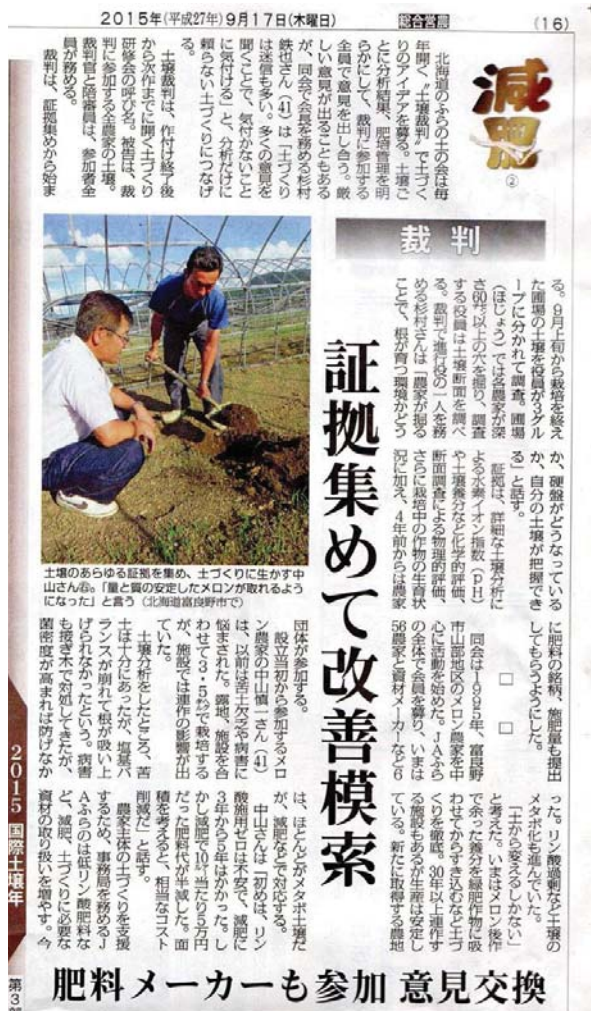 2015年(平成27年)9月17日(木曜日)
総合営農
(16)
減肥
②
裁判
証拠集めて改善模索
肥料メーカーも参加 意見交換
北海道のふらの土の会は毎
年開く、"土壌裁判"で土づく
りのアイデアを募る。土壌ご
とに分析結果、肥培管理を明
らかにして、裁判に参加する
全員で意見を出し合う。厳
しい意見が出ることもある
が、同会で会長を務める杉村
鉄也さん(41)は「土づくり
は迷信も多い。多くの意見を
聞くことで、気付かないこと
に気付ける」と、分析だけに
頼らない土づくりにつなげ
る。
土壌裁判は、作付け終了後
から次作までに開く土づくり
研修会の呼び名。被告は、裁
判に参加する全農家の土壌。
裁判官と陪審員は、参加者全
員が務める。
裁判は、証拠集めから始ま
る。9月上旬から栽培を終え
た圃場の土壌を役員が3グル
ープに分かれて調査。圃場
(ほじょう)では各農家が深
さ60㌢以上の穴を掘り、調査
する役員は土壌断面を調べ
る。裁判で進行役の一人を務
める杉村さんは「農家が掘る
ことで、根が育つ環境かどう
か、硬盤がどうなっている
か、自分の土壌が把握でき
る」と話す。
証拠は、詳細な土壌分析に
よる水素イオン指数(pH)
や土壌養分など化学的評価、
断面調査による物理的評価、
さらに栽培中の作物の生育状
況に加え、4年前からは農家
に肥料の銘柄、施肥量も提出
してもらうようにした。
□ □
同会は1995年、富良野
市山部地区のメロン農家を中
心に活動を始めた。JAふら
の全体で会員を募り、いまは
56農家と資材メーカーなど6
団体が参加する。
設立当初から参加するメロ
ン農家の中山慎一さん(41)
は、以前は苦土欠乏や病害に
悩まされた。露地、施設を合
わせて3・5㌶で栽培する
が、施設では連作の影響が出
ていた。
土壌分析をしたところ、苦
土は十分にあったが、塩基バ
ランスが崩れて根が吸い上
げられなかったという。病害
も接ぎ木で対処してきたが、
菌密度が高まれば防げなか
った。リン酸過剰など土壌の
メタボ化も進んでいた。
「土から変えるしかない」
と考えた。いまはメロン後作
で余った養分を緑肥作物に吸
わせてからすき込むなど土づ
くりを徹底。30年以上連作す
る施設もあるが生産は安定し
ている。新たに取得する農地
は、ほとんどがメタボ土壌だ
が、減肥などで対応する。
中山さんは「初めは、リン
酸施用ゼロは不安で、減肥に
3年から5年はかかった。し
かし減肥で10㌃当たり5万円
だった肥料代が半減した。面
積を考えると、相当なコスト
削減だ」と話す。
農家主体の土づくりを支援
するため、事務局を務めるJ
Aふらのは低リン酸肥料な
ど、減肥、土づくりに必要な
資材の取り扱いを増やす。今
土壌のあらゆる証拠を集め、土づくりに生かす中
山さん㊨。「量と質の安定したメロンが取れるよう
になった」と言う(北海道富良野市で)
2015 国際土壌年
第3部